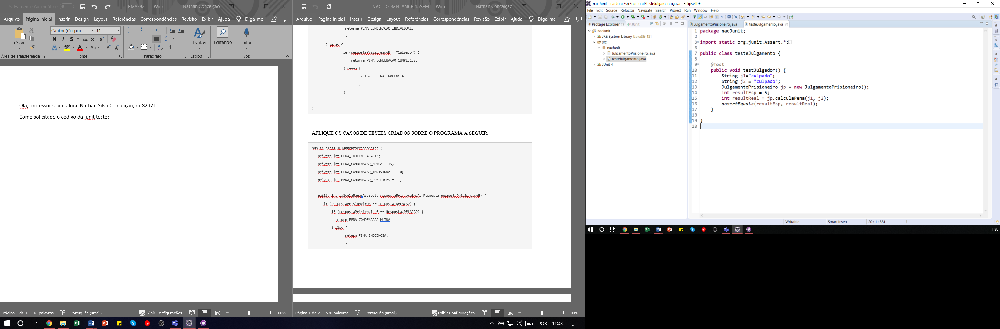 Salvamento Automático
RM82921 - Word
Nathan Conceição
Arquivo Página Inicial Inserir Design Layout Referências Correspondências Revisão Exibir Ajuda Diga-me
Calibri (Corpo) 11
Colar
N I S abc x₂ x²
A A Aa A A
Estilos
Editando
Ditar
Área de Transferência Fonte Parágrafo Estilos Voz
Ola, professor sou o aluno Nathan Silva Conceição, rm82921.
Como solicitado o código da junit teste:
Página 1 de 1 16 palavras Português (Brasil) Exibir Configurações 100%
NAC1-COMPLIANCE-1oSEM - Word
Nathan Conceição
Arquivo Página Inicial Inserir Design Layout Referências Correspondências Revisão Exibir Ajuda Diga-me
retorna PENA_CONDENACAO_INDIVIDUAL;
}
} senao {
se (respostaPrisioneiroB = “Culpado”) {
retorna PENA_CONDENACAO_CUMPLICES;
} senao {
retorna PENA_INOCENCIA;
}
}
}
}
APLIQUE OS CASOS DE TESTES CRIADOS SOBRE O PROGRAMA A SEGUIR.
public class JulgamentoPrisioneiro {
private int PENA_INOCENCIA = 13;
private int PENA_CONDENACAO_MUTUA = 15;
private int PENA_CONDENACAO_INDIVIDUAL = 10;
private int PENA_CONDENACAO_CUMPLICES = 11;
public int calculaPena(Resposta respostaPrisioneiroA, Resposta respostaPrisioneiroB) {
if (respostaPrisioneiroA == Resposta.DELACAO) {
if (respostaPrisioneiroB == Resposta.DELACAO) {
return PENA_CONDENACAO_MUTUA;
} else {
return PENA_INOCENCIA;
}
Página 1 de 2 530 palavras Português (Brasil) Exibir Configurações 100%
POR 11:38
nac Junit - nacJunit/src/nacJunit/testeJulgamento.java - Eclipse IDE
File Edit Source Refactor Navigate Search Project Run Window Help
Package Explorer JUnit
nacJunit
JRE System Library [JavaSE-13]
src
nacJunit
JulgamentoPrisioneiro.java
testeJulgamento.java
JUnit 4
JulgamentoPrisioneiro.java testeJulgamento.java
1 package nacJunit;
2
3 import static org.junit.Assert.*;
6
7 public class testeJulgamento {
8
9 @Test
10 public void testJulgador() {
11 String j1="culpado";
12 String j2 = "culpado";
13 JulgamentoPrisioneiro jp = new JulgamentoPrisioneiro();
14 int resultEsp = 5;
15 int resultReal = jp.calculaPena(j1, j2);
16 assertEquals(resultEsp, resultReal);
17 }
18
19 }
20
Writable Smart Insert 20 : 1 : 381
11:38